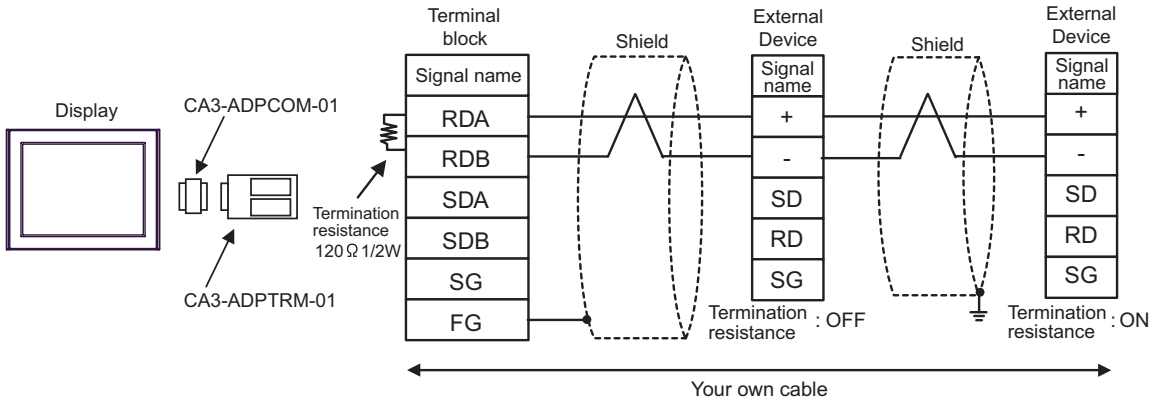 Display
CA3-ADPCOM-01
CA3-ADPTRM-01
Termination
resistance
120Ω 1/2W
Terminal
block
Signal name
RDA
RDB
SDA
SDB
SG
FG
Shield
External
Device
Signal
name
+
-
SD
RD
SG
Termination
resistance : OFF
Shield
External
Device
Signal
name
+
-
SD
RD
SG
Termination
resistance : ON
Your own cable